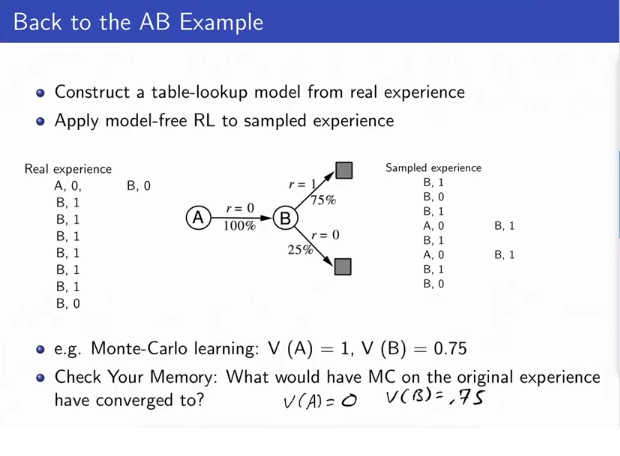 Back to the AB Example
Construct a table-lookup model from real experience
Apply model-free RL to sampled experience
Real experience
A, 0, B, 0
B, 1
B, 1
B, 1
B, 1
B, 1
B, 1
B, 0
A
r = 0
100%
B
r = 1
75%
r = 0
25%
Sampled experience
B, 1
B, 0
B, 1
A, 0 B, 1
B, 1
A, 0 B, 1
B, 1
B, 0
e.g. Monte-Carlo learning: V (A) = 1, V (B) = 0.75
Check Your Memory: What would have MC on the original experience
have converged to? V(A)=0 V(B)=.75